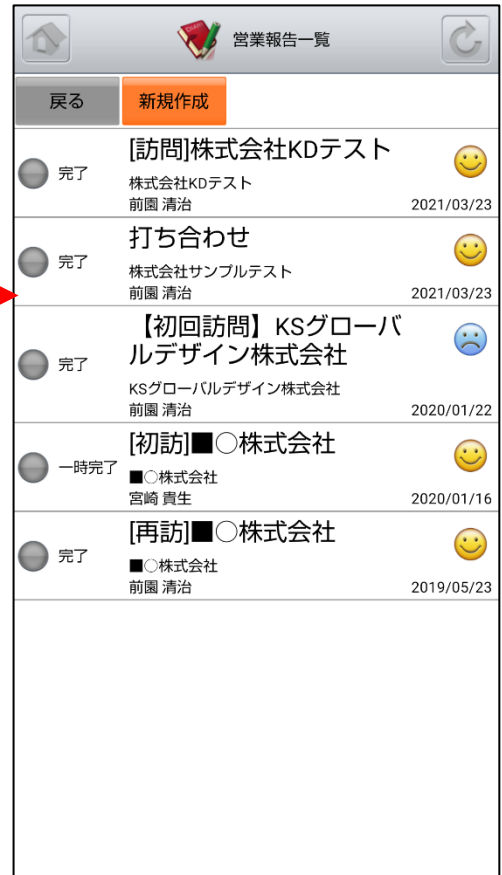 営業報告一覧
戻る
新規作成
[訪問]株式会社KDテスト
完了
株式会社KDテスト
前園 清治
2021/03/23
打ち合わせ
完了
株式会社サンプルテスト
前園 清治
2021/03/23
【初回訪問】KSグローバ
ルデザイン株式会社
完了
KSグローバルデザイン株式会社
前園 清治
2020/01/22
[初訪]■○株式会社
一時完了
■○株式会社
宮崎 貴生
2020/01/16
[再訪]■○株式会社
完了
■○株式会社
前園 清治
2019/05/23